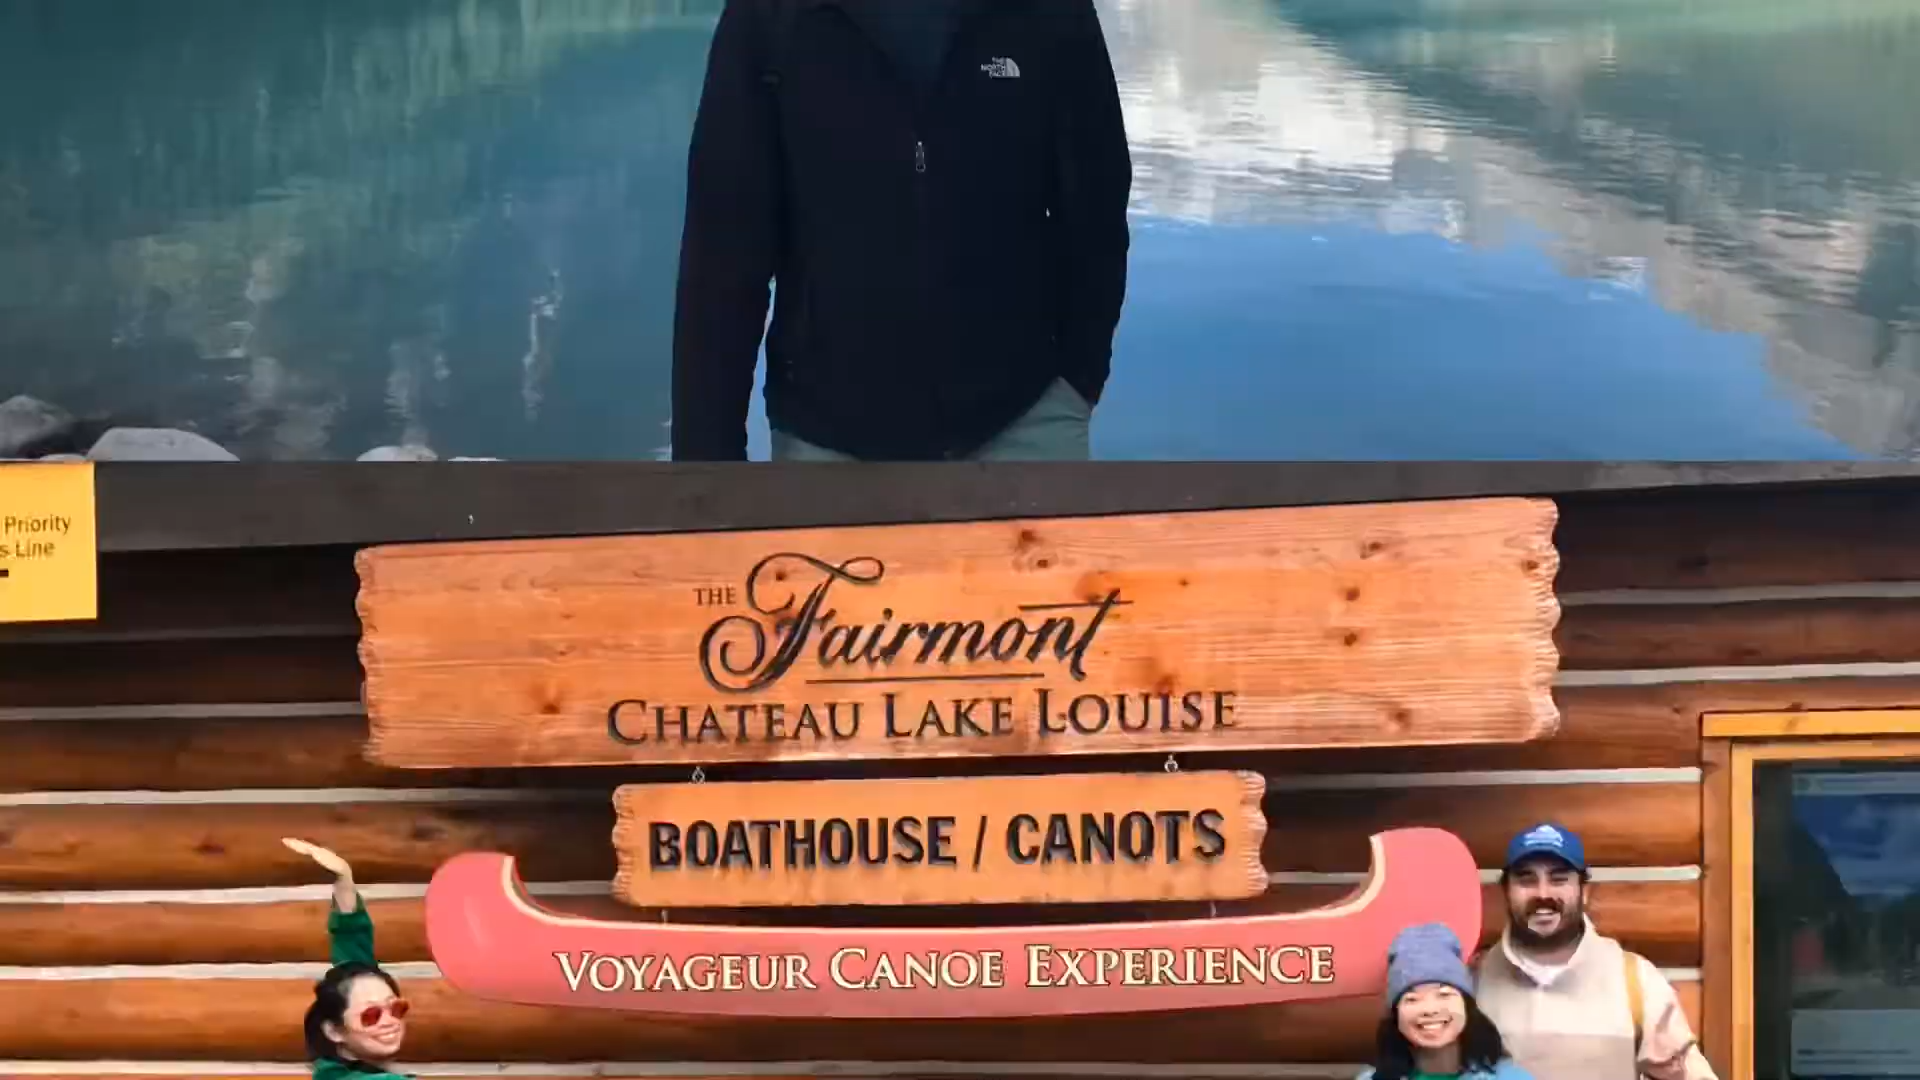 THE
NORTH
FACE
Priority
s Line
THE Fairmont
CHATEAU LAKE LOUISE
BOATHOUSE / CANOTS
VOYAGEUR CANOE EXPERIENCE